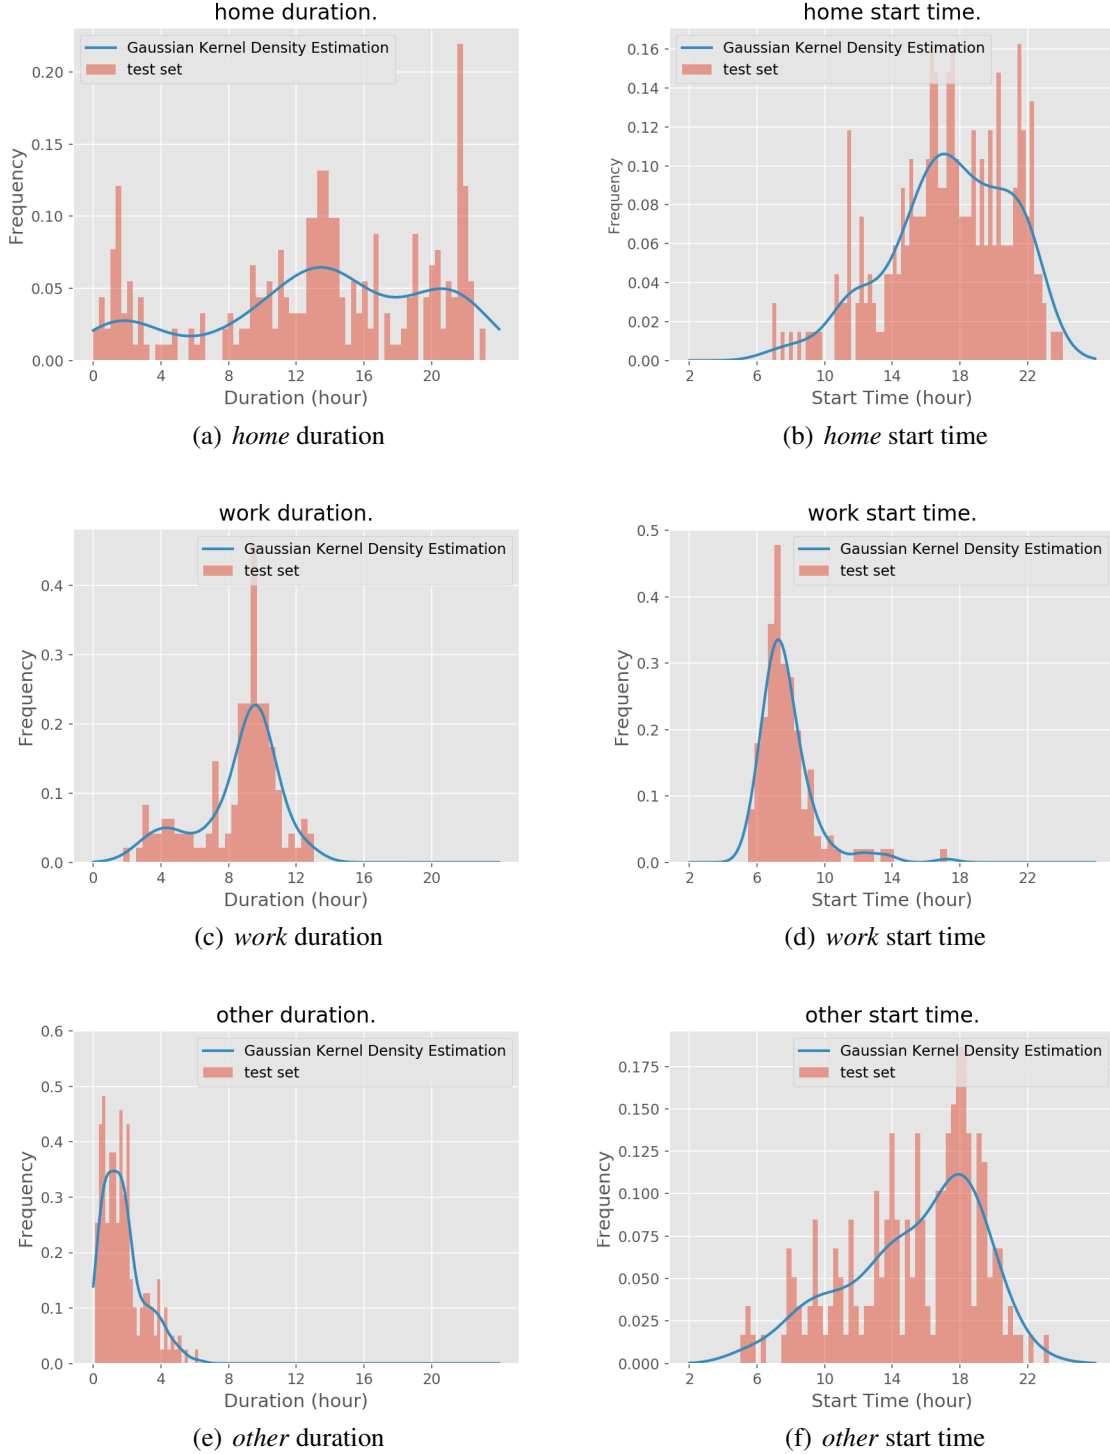 home duration.
Gaussian Kernel Density Estimation
test set
0.20
0.15
0.10
0.05
0.00
Frequency
0 4 8 12 16 20
Duration (hour)
(a) home duration
home start time.
Gaussian Kernel Density Estimation
test set
0.16
0.14
0.12
0.10
0.08
0.06
0.04
0.02
0.00
Frequency
2 6 10 14 18 22
Start Time (hour)
(b) home start time
work duration.
Gaussian Kernel Density Estimation
test set
0.4
0.3
0.2
0.1
0.0
Frequency
0 4 8 12 16 20
Duration (hour)
(c) work duration
work start time.
Gaussian Kernel Density Estimation
test set
0.5
0.4
0.3
0.2
0.1
0.0
Frequency
2 6 10 14 18 22
Start Time (hour)
(d) work start time
other duration.
Gaussian Kernel Density Estimation
test set
0.6
0.5
0.4
0.3
0.2
0.1
0.0
Frequency
0 4 8 12 16 20
Duration (hour)
(e) other duration
other start time.
Gaussian Kernel Density Estimation
test set
0.175
0.150
0.125
0.100
0.075
0.050
0.025
0.000
Frequency
2 6 10 14 18 22
Start Time (hour)
(f) other start time